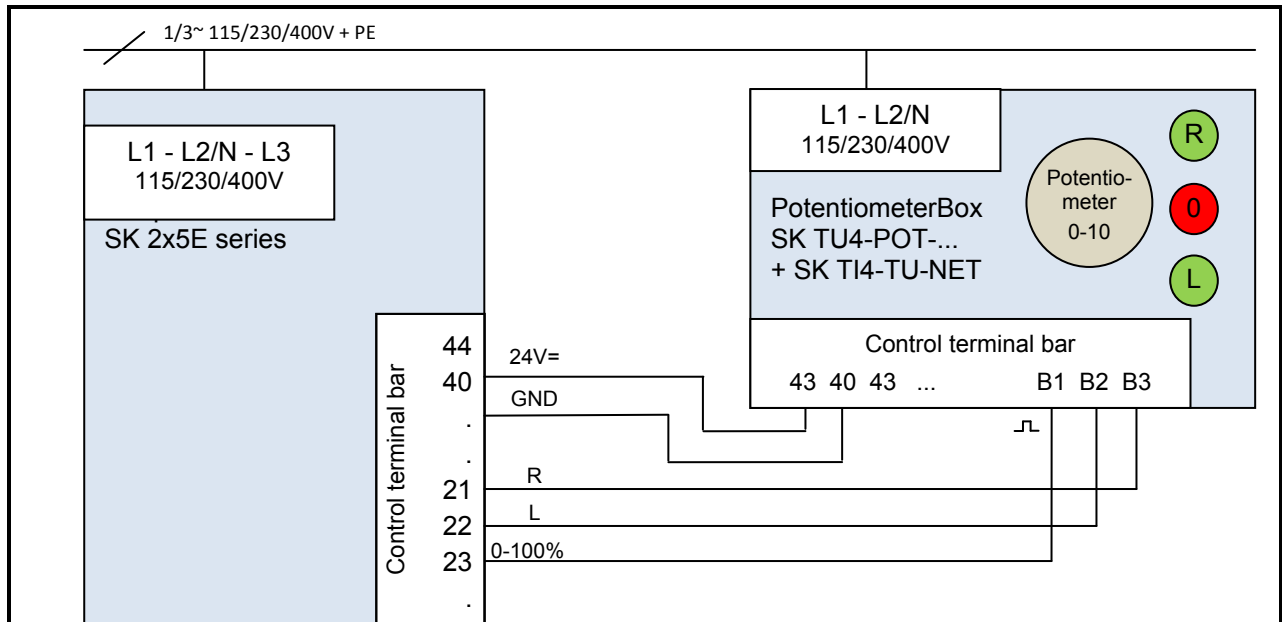 1/3~ 115/230/400V + PE
L1 - L2/N - L3
115/230/400V
SK 2x5E series
L1 - L2/N
115/230/400V
PotentiometerBox
SK TU4-POT-...
+ SK TI4-TU-NET
Potentio-
meter
0-10
R
0
L
Control terminal bar
43 40 43 ... B1 B2 B3
Control terminal bar
44
40
.
.
21
22
23
.
24V=
GND
R
L
0-100%